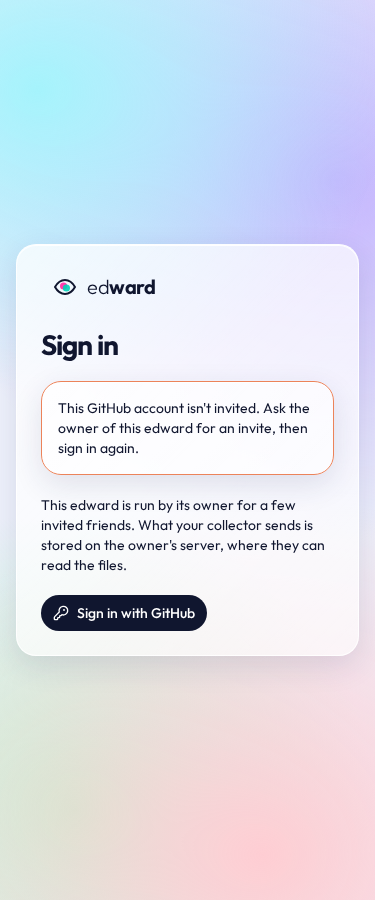 edward
Sign in
This GitHub account isn't invited. Ask the
owner of this edward for an invite, then
sign in again.
This edward is run by its owner for a few
invited friends. What your collector sends is
stored on the owner's server, where they can
read the files.
Sign in with GitHub